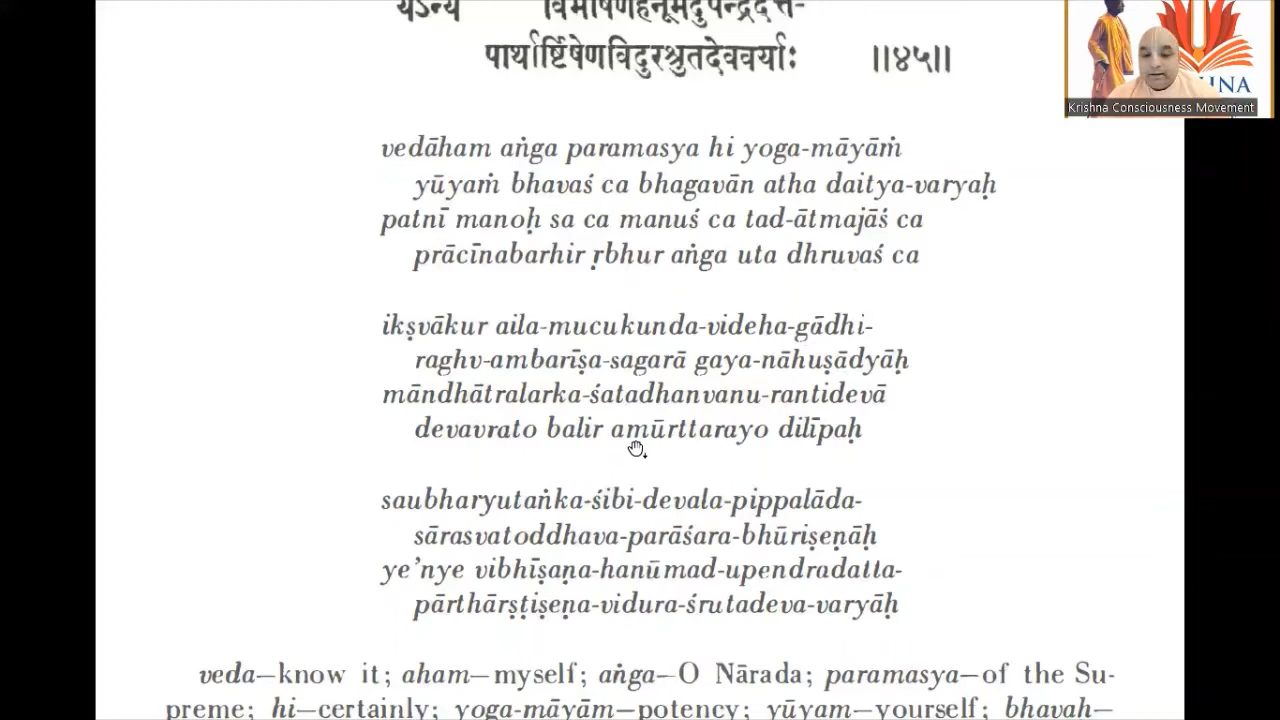 पार्थार्ष्टिषेणविदुरश्रुतदेववर्याः ॥४५॥
Krishna Consciousness Movement
vedāham aṅga paramasya hi yoga-māyāṁ
yūyaṁ bhavaś ca bhagavān atha daitya-varyaḥ
patnī manoḥ sa ca manuś ca tad-ātmajāś ca
prācīnabarhir ṛbhur aṅga uta dhruvaś ca
ikṣvākur aila-mucukunda-videha-gādhi-
raghv-ambarīṣa-sagarā gaya-nāhuṣādyāḥ
māndhātralarka-śatadhanvanu-rantidevā
devavrato balir amūrttarayo dilīpaḥ
saubharyutaṅka-śibi-devala-pippalāda-
sārasvatoddhava-parāśara-bhūriṣeṇāḥ
ye'nye vibhīṣaṇa-hanūmad-upendradatta-
pārthārṣṭiṣeṇa-vidura-śrutadeva-varyāḥ
veda—know it; aham—myself; aṅga—O Nārada; paramasya—of the Su-
preme; hi—certainly; yoga-māyām—potency; yūyam—yourself; bhavaḥ—